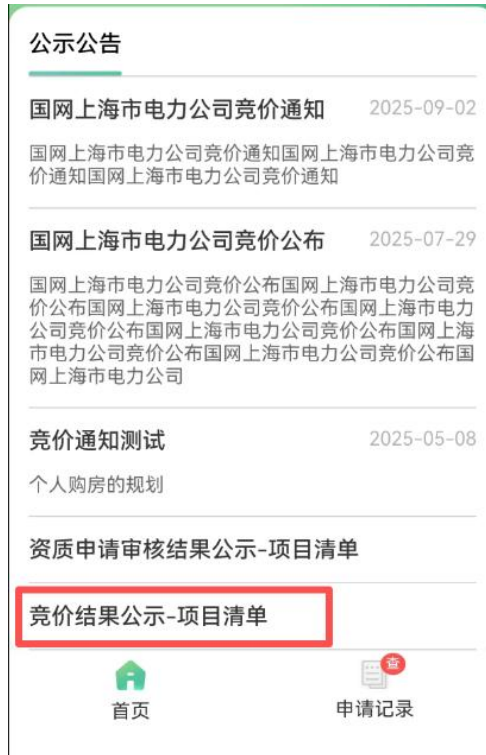 公示公告
国网上海市电力公司竞价通知 2025-09-02
国网上海市电力公司竞价通知国网上海市电力公司竞
价通知国网上海市电力公司竞价通知
国网上海市电力公司竞价公布 2025-07-29
国网上海市电力公司竞价公布国网上海市电力公司竞
价公布国网上海市电力公司竞价公布国网上海市电力
公司竞价公布国网上海市电力公司竞价公布国网上海
市电力公司竞价公布国网上海市电力公司竞价公布国
网上海市电力公司
竞价通知测试 2025-05-08
个人购房的规划
资质申请审核结果公示-项目清单
竞价结果公示-项目清单
查
首页 申请记录